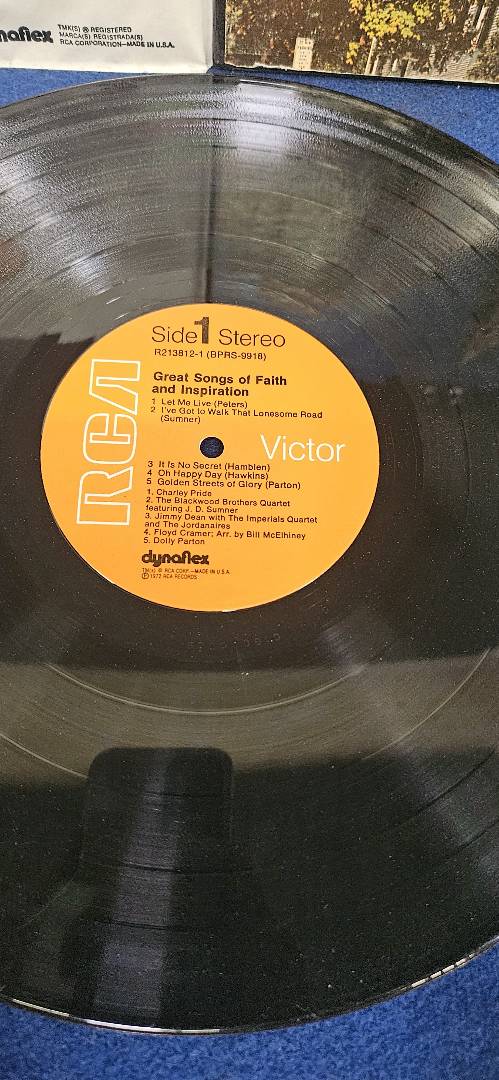 dynaflex
TMK(S) ® REGISTERED
MARCA(S) REGISTRADA(S)
RCA CORPORATION—MADE IN U.S.A.
Side 1 Stereo
R213812-1 (BPRS-9918)
Great Songs of Faith
and Inspiration
1 Let Me Live (Peters)
2 I've Got to Walk That Lonesome Road
(Sumner)
RCA
Victor
3 It Is No Secret (Hamblen)
4 Oh Happy Day (Hawkins)
5 Golden Streets of Glory (Parton)
1. Charley Pride
2. The Blackwood Brothers Quartet
featuring J. D. Sumner
3. Jimmy Dean with The Imperials Quartet
and The Jordanaires
4. Floyd Cramer; Arr. by Bill McElhiney
5. Dolly Parton
dynaflex
TM(s) ® RCA CORP.—MADE IN U.S.A.
℗ 1972 RCA RECORDS